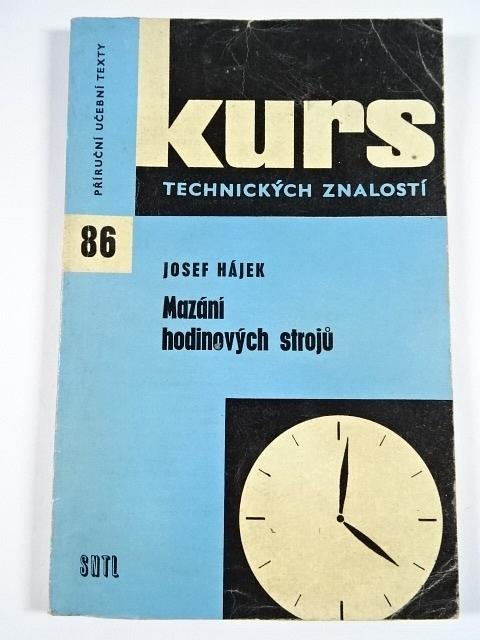 PŘÍRUČNÍ UČEBNÍ TEXTY
kurs
TECHNICKÝCH ZNALOSTÍ
86
JOSEF HÁJEK
Mazání
hodinových strojů
SNTL